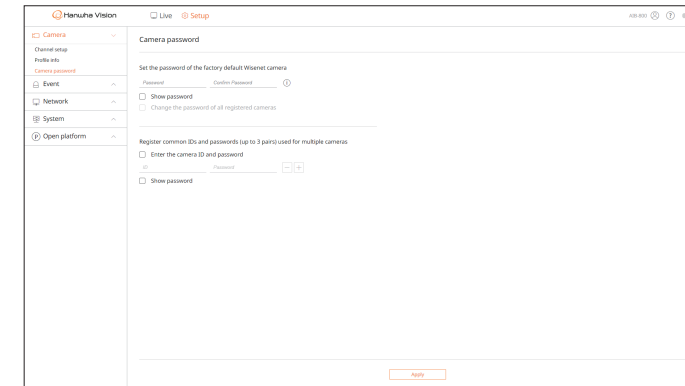 Hanwha Vision
Live
Setup
AIB-800
Camera
Channel setup
Profile info
Camera password
Event
Network
System
Open platform
Camera password
Set the password of the factory default Wisenet camera
Password Confirm Password
Show password
Change the password of all registered cameras
Register common IDs and passwords (up to 3 pairs) used for multiple cameras
Enter the camera ID and password
ID Password
Show password
Apply